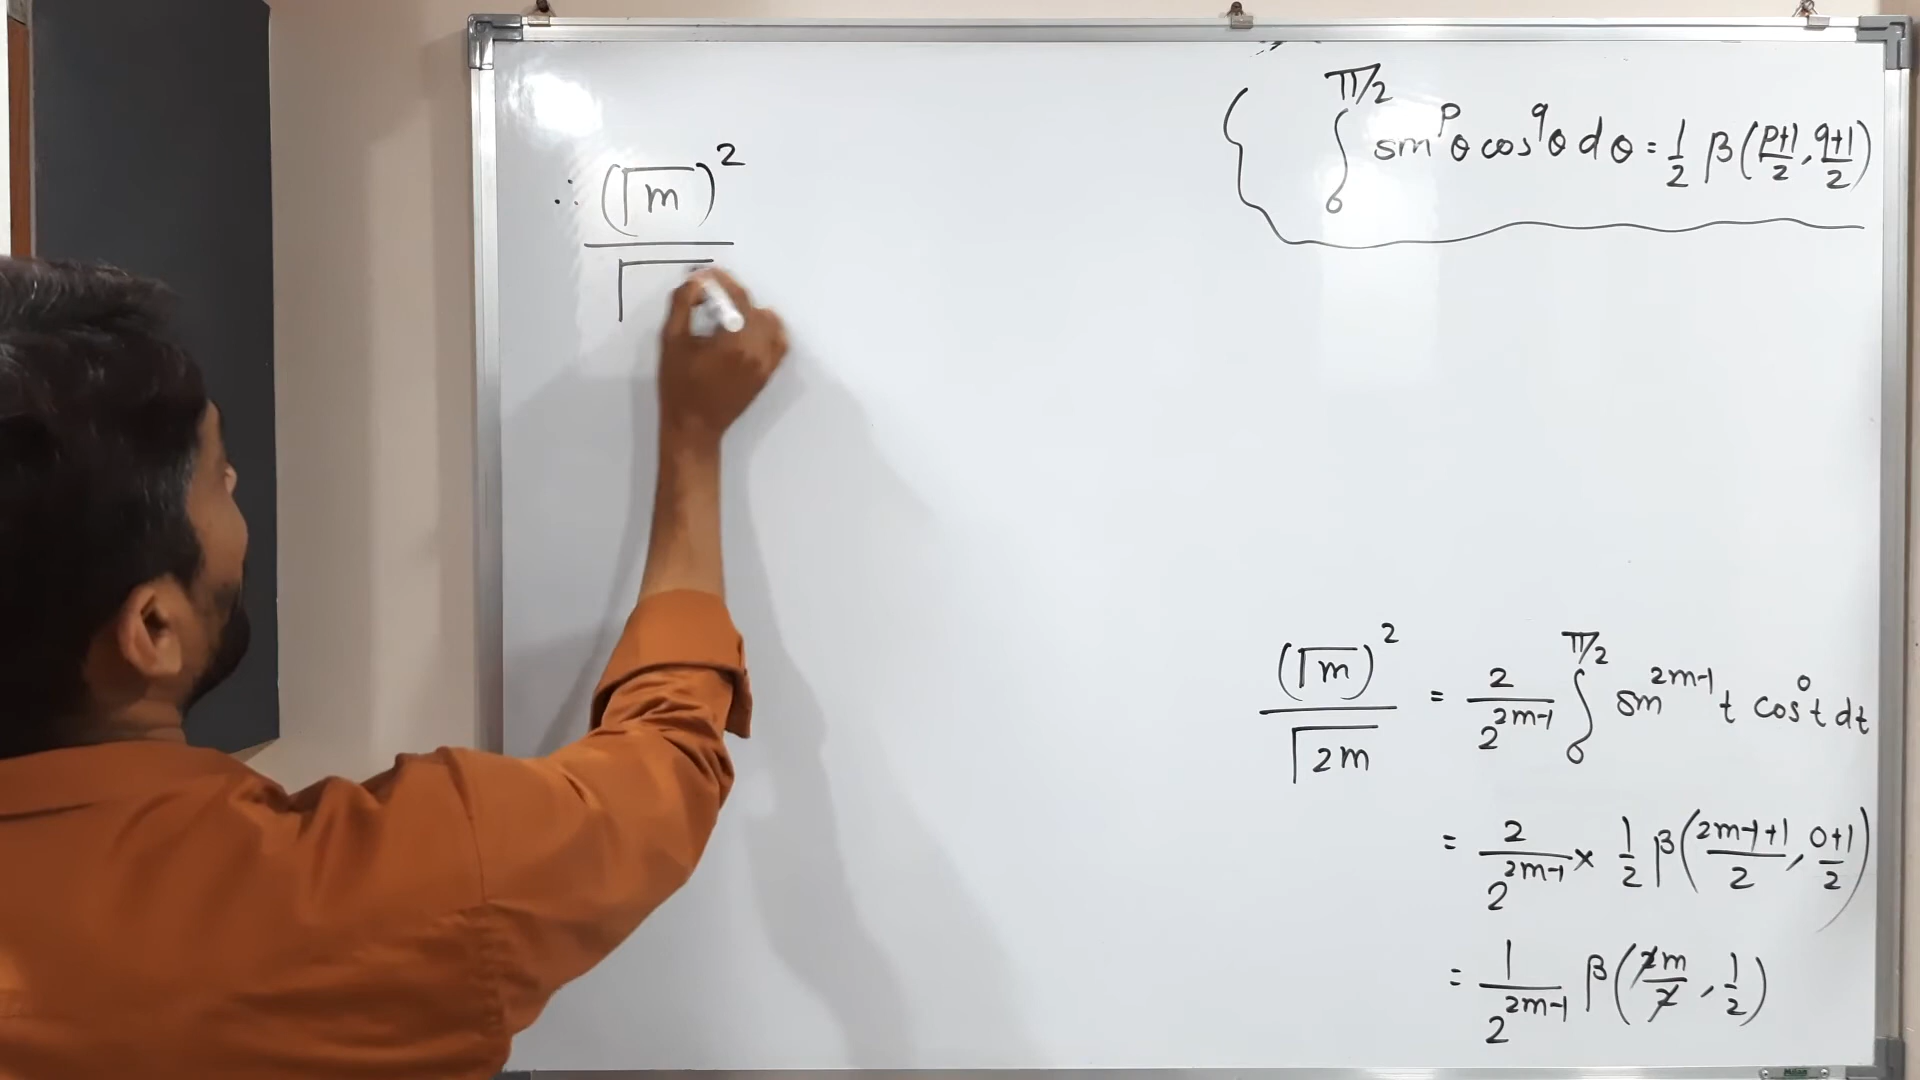 π/2
∫ sin^p θ cos^q θ dθ = 1/2 β(p+1/2, q+1/2)
0
∴ (Γm)²
Γ
(Γm)² / Γ2m = 2 / 2^2m-1 ∫₀^π/2 sin^2m-1 t cos^0 t dt
= 2 / 2^2m-1 × 1/2 β(2m-1+1/2, 0+1/2)
= 1 / 2^2m-1 β(2m/2, 1/2)